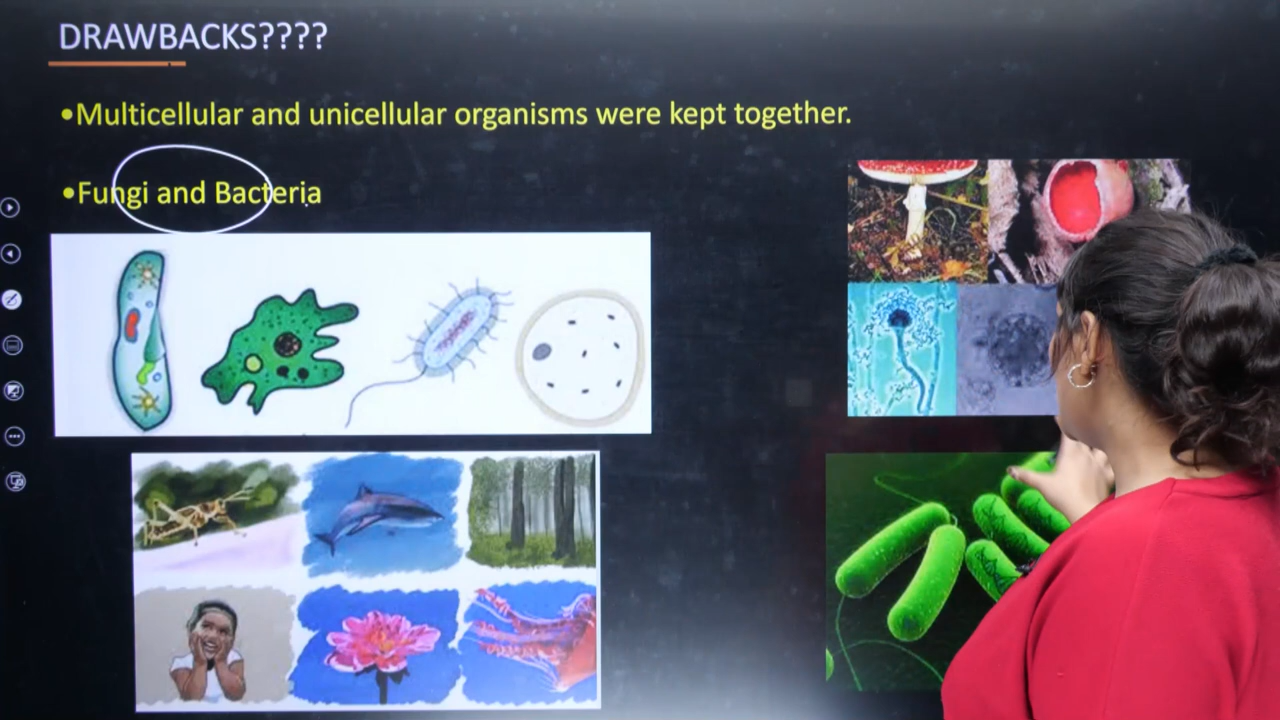 DRAWBACKS????
•Multicellular and unicellular organisms were kept together.
•Fungi and Bacteria